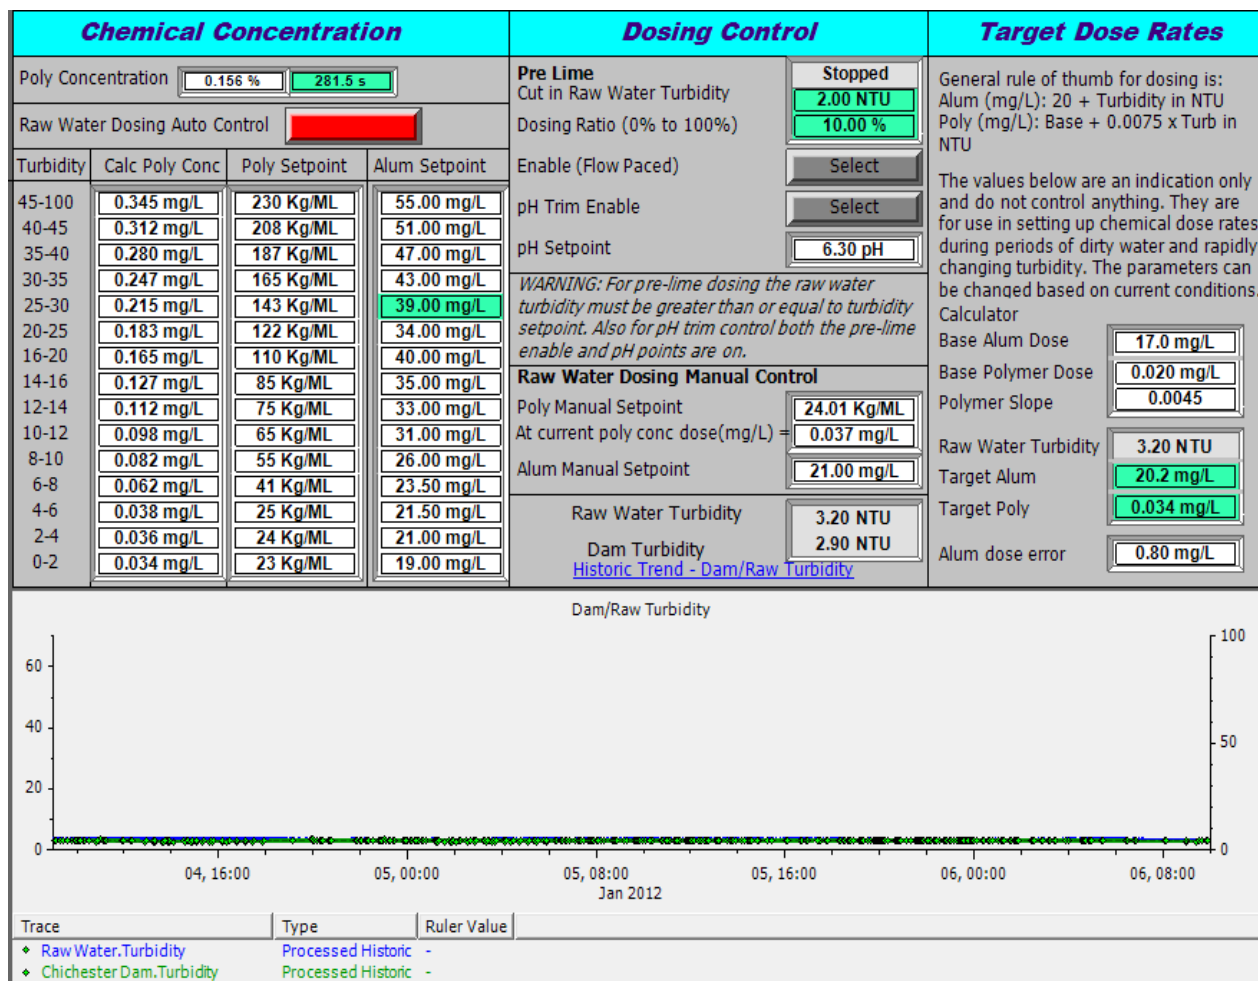 Chemical Concentration
Poly Concentration 0.156 % 281.5 s
Raw Water Dosing Auto Control
Turbidity Calc Poly Conc Poly Setpoint Alum Setpoint
45-100 0.345 mg/L 230 Kg/ML 55.00 mg/L
40-45 0.312 mg/L 208 Kg/ML 51.00 mg/L
35-40 0.280 mg/L 187 Kg/ML 47.00 mg/L
30-35 0.247 mg/L 165 Kg/ML 43.00 mg/L
25-30 0.215 mg/L 143 Kg/ML 39.00 mg/L
20-25 0.183 mg/L 122 Kg/ML 34.00 mg/L
16-20 0.165 mg/L 110 Kg/ML 40.00 mg/L
14-16 0.127 mg/L 85 Kg/ML 35.00 mg/L
12-14 0.112 mg/L 75 Kg/ML 33.00 mg/L
10-12 0.098 mg/L 65 Kg/ML 31.00 mg/L
8-10 0.082 mg/L 55 Kg/ML 26.00 mg/L
6-8 0.062 mg/L 41 Kg/ML 23.50 mg/L
4-6 0.038 mg/L 25 Kg/ML 21.50 mg/L
2-4 0.036 mg/L 24 Kg/ML 21.00 mg/L
0-2 0.034 mg/L 23 Kg/ML 19.00 mg/L
Dosing Control
Pre Lime Stopped
Cut in Raw Water Turbidity 2.00 NTU
Dosing Ratio (0% to 100%) 10.00 %
Enable (Flow Paced) Select
pH Trim Enable Select
pH Setpoint 6.30 pH
WARNING: For pre-lime dosing the raw water
turbidity must be greater than or equal to turbidity
setpoint. Also for pH trim control both the pre-lime
enable and pH points are on.
Raw Water Dosing Manual Control
Poly Manual Setpoint 24.01 Kg/ML
At current poly conc dose(mg/L) = 0.037 mg/L
Alum Manual Setpoint 21.00 mg/L
Raw Water Turbidity 3.20 NTU
Dam Turbidity 2.90 NTU
Historic Trend - Dam/Raw Turbidity
Target Dose Rates
General rule of thumb for dosing is:
Alum (mg/L): 20 + Turbidity in NTU
Poly (mg/L): Base + 0.0075 x Turb in
NTU
The values below are an indication only
and do not control anything. They are
for use in setting up chemical dose rates
during periods of dirty water and rapidly
changing turbidity. The parameters can
be changed based on current conditions.
Calculator
Base Alum Dose 17.0 mg/L
Base Polymer Dose 0.020 mg/L
Polymer Slope 0.0045
Raw Water Turbidity 3.20 NTU
Target Alum 20.2 mg/L
Target Poly 0.034 mg/L
Alum dose error 0.80 mg/L
Dam/Raw Turbidity
60
40
20
0
100
50
0
04, 16:00 05, 00:00 05, 08:00 05, 16:00 06, 00:00 06, 08:00
Jan 2012
Trace Type Ruler Value
Raw Water.Turbidity Processed Historic -
Chichester Dam.Turbidity Processed Historic -